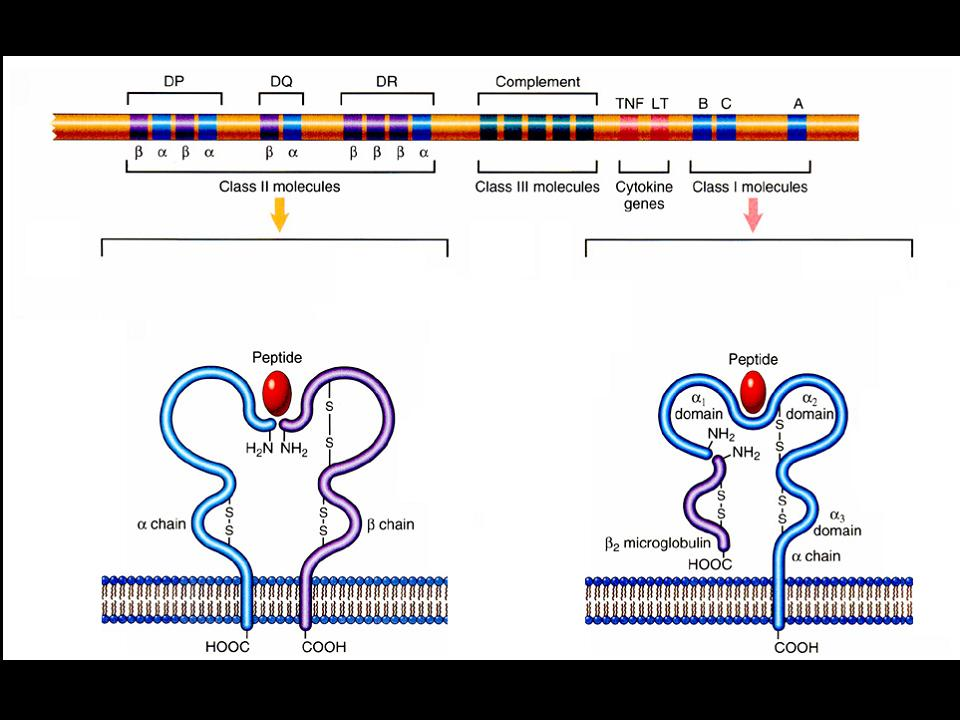 DP DQ DR Complement
TNF LT B C A
β α β α β α β β β α
Class II molecules Class III molecules Cytokine genes Class I molecules
Peptide
S
S
H₂N NH₂
S
S
S
S
α chain
β chain
HOOC
COOH
Peptide
α₁ domain
α₂ domain
S
S
NH₂
NH₂
S
S
S
S
α₃ domain
β₂ microglobulin
HOOC
α chain
COOH